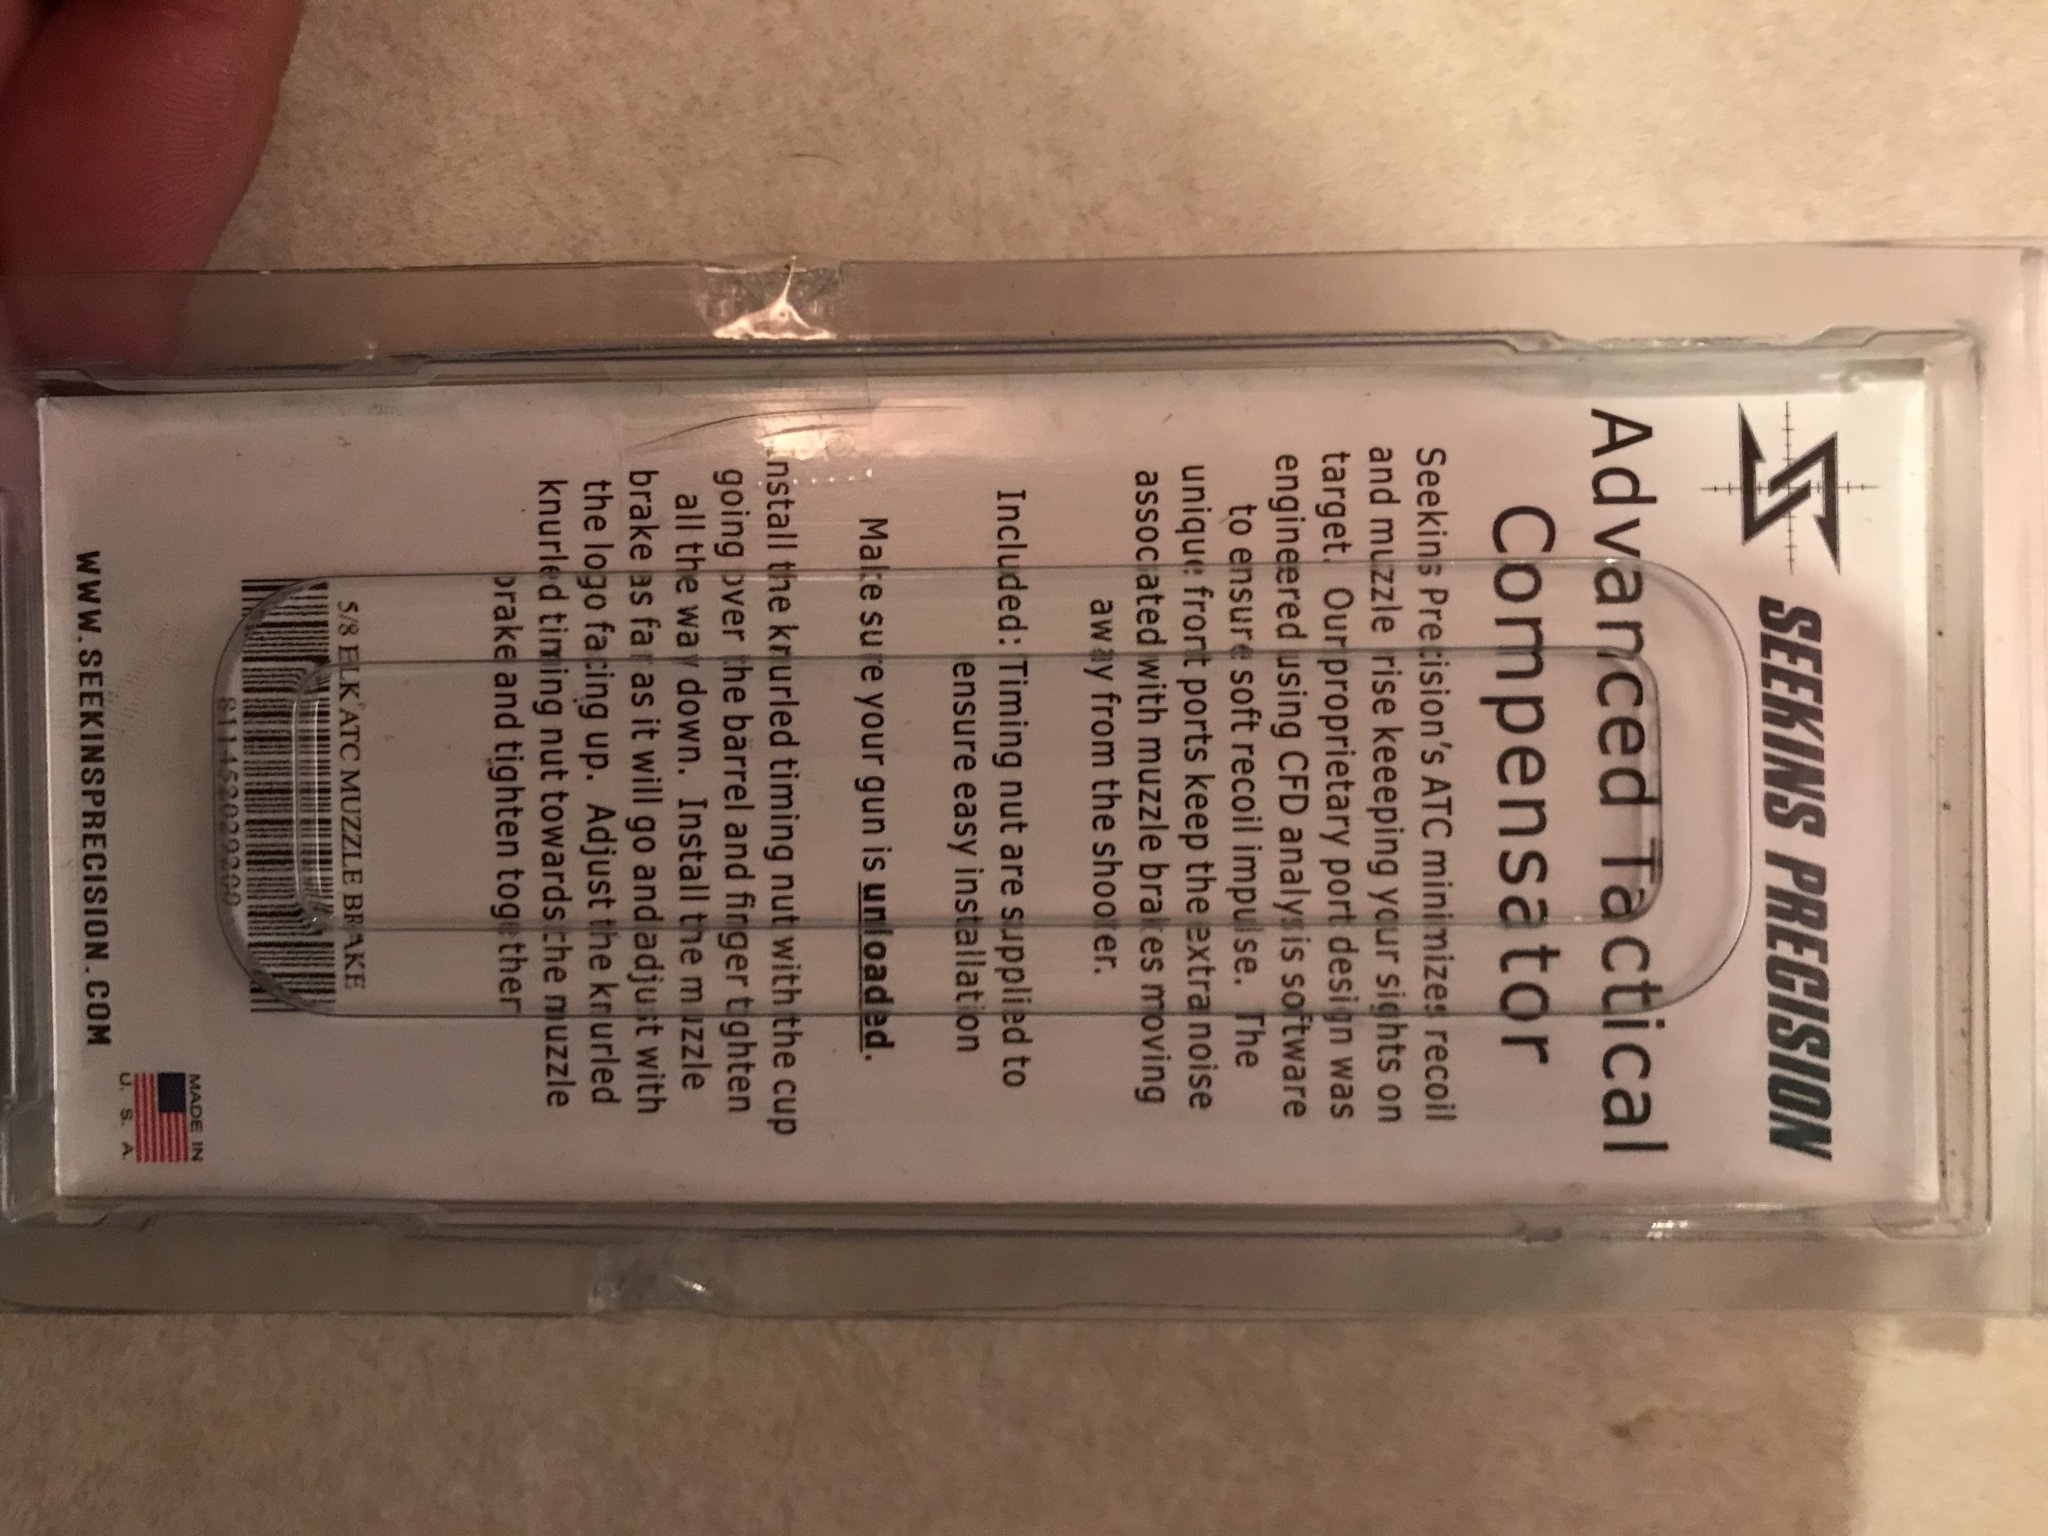 SEEKINS PRECISION
Advanced Tactical
Compensator
Seekins Precision's ATC minimizes recoil
and muzzle rise keeeping your sights on
target. Our proprietary port design was
engineered using CFD analysis software
to ensure soft recoil impulse. The
unique front ports keep the extra noise
associated with muzzle brakes moving
away from the shooter.
Included: Timing nut are supplied to
ensure easy installation
Make sure your gun is unloaded.
Install the knurled timing nut with the cup
going over the barrel and finger tighten
all the way down. Install the muzzle
brake as far as it will go and adjust with
the logo facing up. Adjust the knurled
knurled timing nut towards the muzzle
brake and tighten together
5/8 ELK ATC MUZZLE BRAKE
MADE IN
U. S. A.
WWW.SEEKINSPRECISION.COM